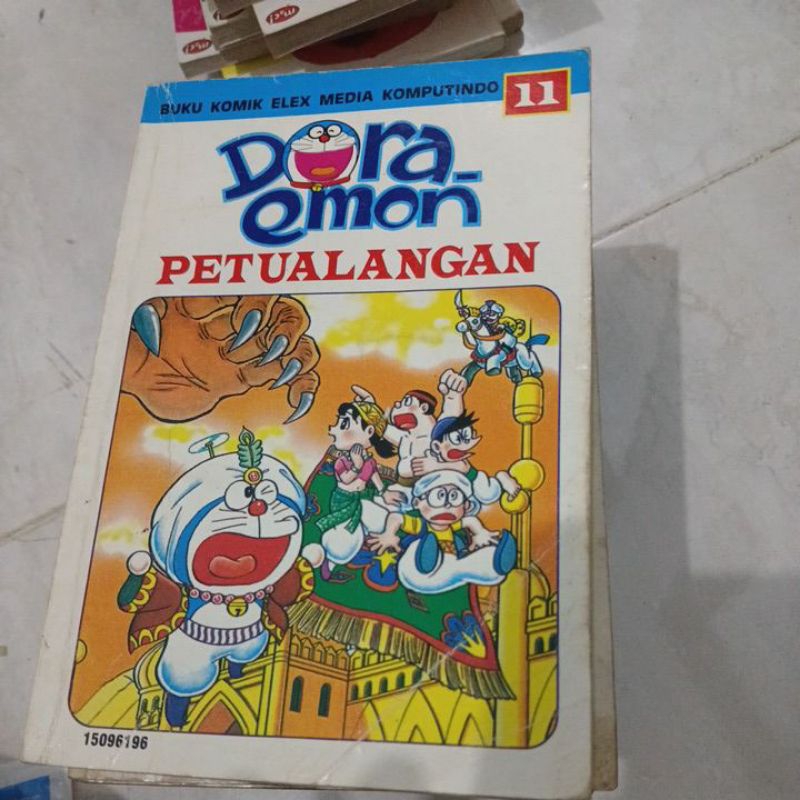 BUKU KOMIK ELEX MEDIA KOMPUTINDO 11
Dora
emon
PETUALANGAN
15096196